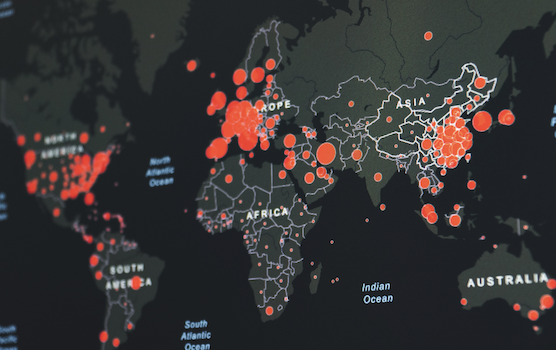 NORTH
AMERICA
North
Atlantic
Ocean
EUROPE
ASIA
AFRICA
SOUTH
AMERICA
South
Atlantic
Ocean
Indian
Ocean
AUSTRALIA